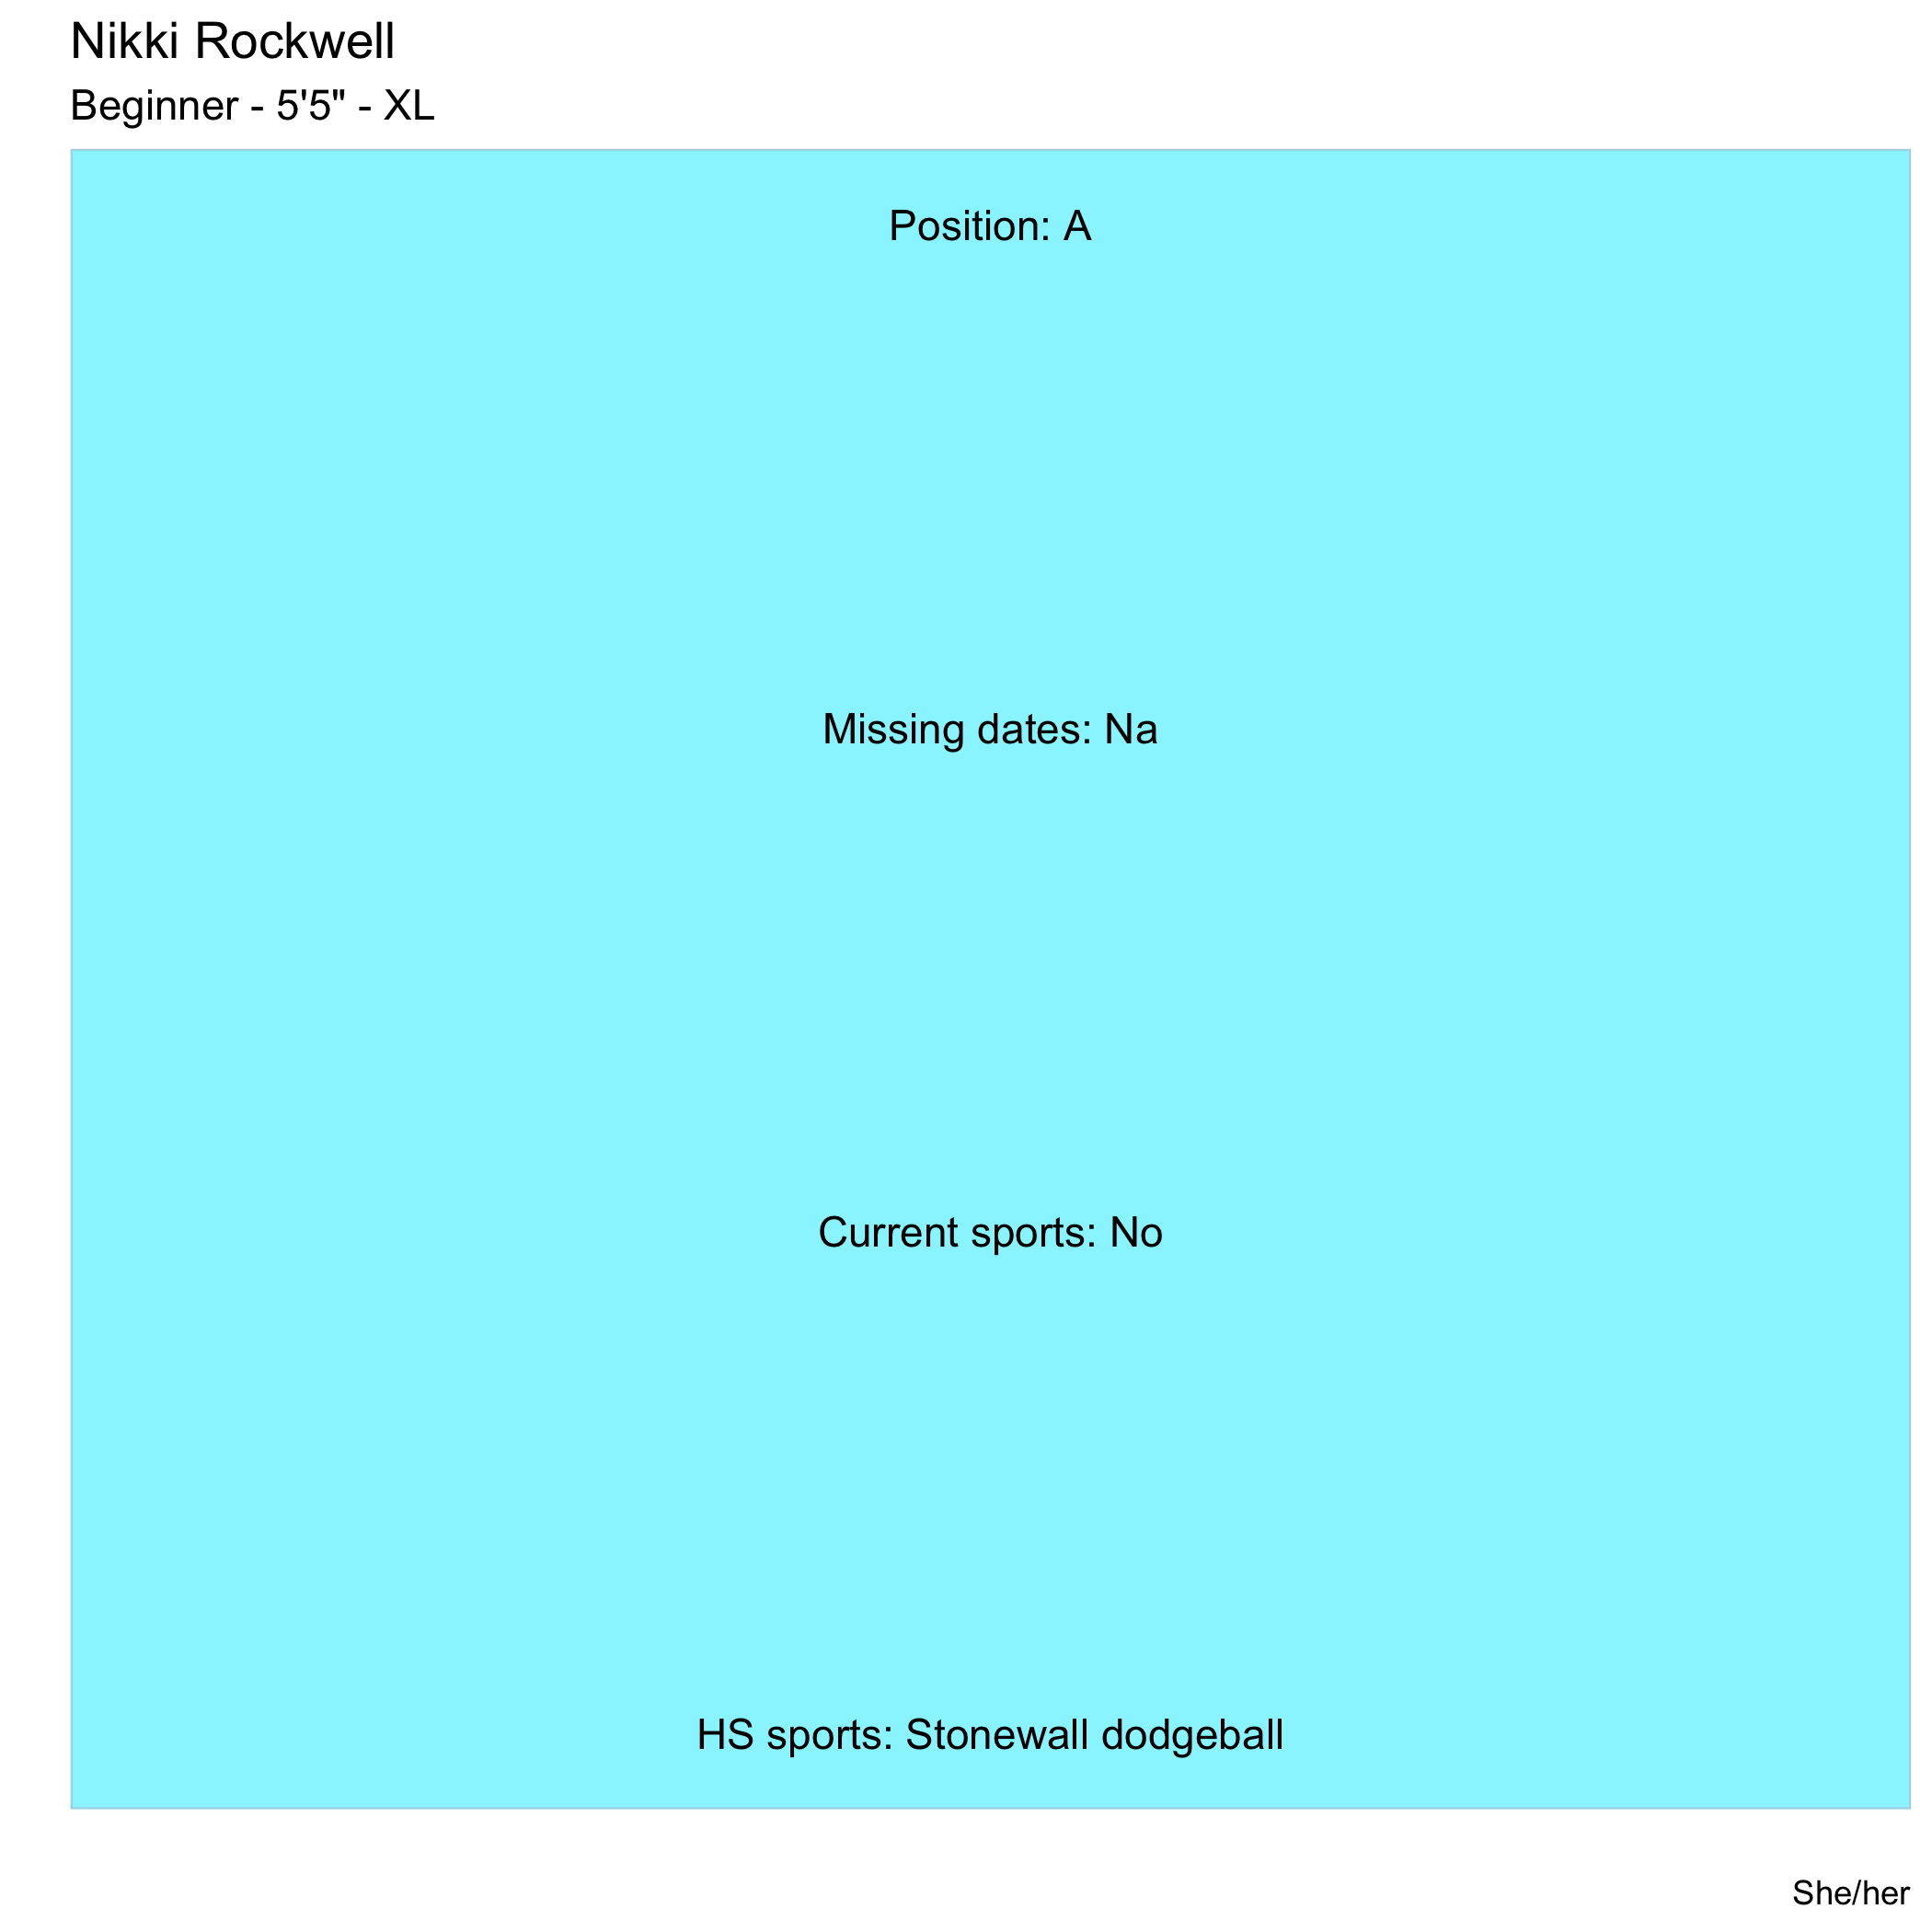 Nikki Rockwell
Beginner - 5'5" - XL
Position: A
Missing dates: Na
Current sports: No
HS sports: Stonewall dodgeball
She/her